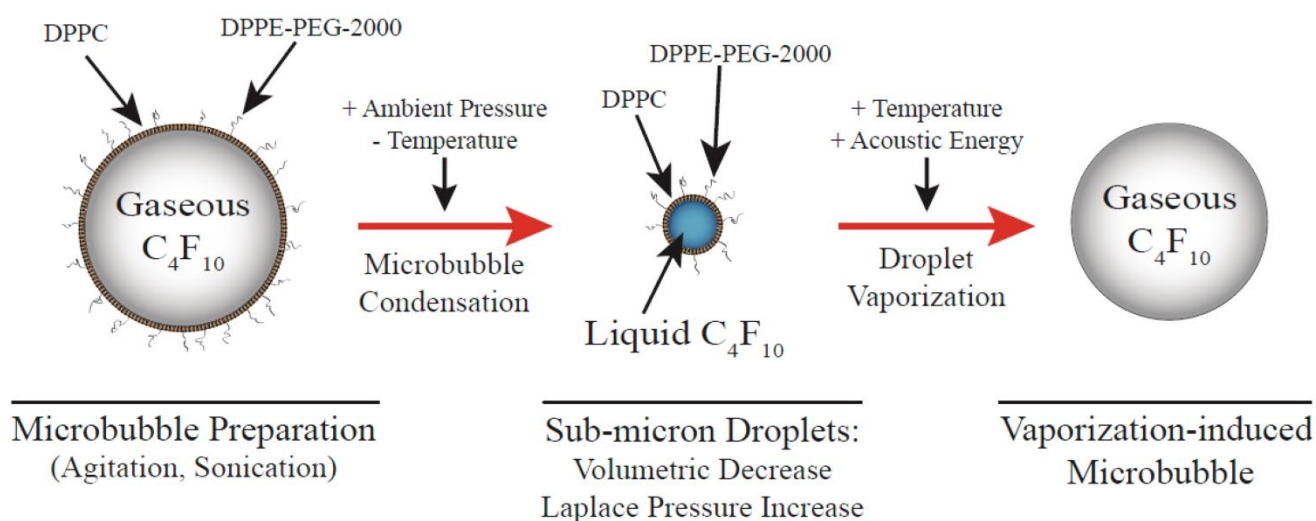 DPPC
DPPE-PEG-2000
Gaseous
C₄F₁₀
+ Ambient Pressure
- Temperature
Microbubble
Condensation
DPPE-PEG-2000
DPPC
Liquid C₄F₁₀
+ Temperature
+ Acoustic Energy
Droplet
Vaporization
Gaseous
C₄F₁₀
Microbubble Preparation
(Agitation, Sonication)
Sub-micron Droplets:
Volumetric Decrease
Laplace Pressure Increase
Vaporization-induced
Microbubble